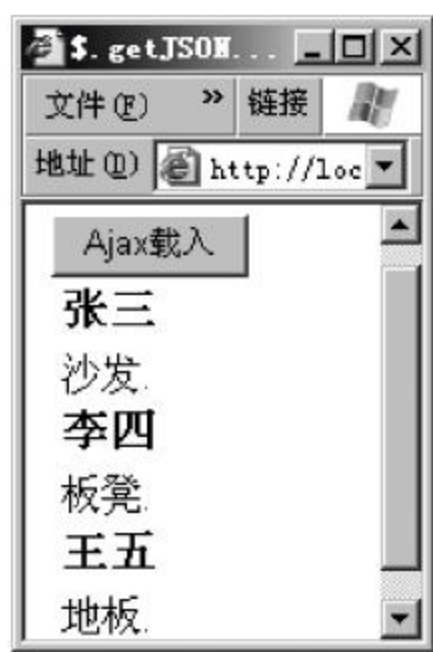 $.getJSON...
文件(F) » 链接
地址(D) http://loc
Ajax载入
张三
沙发.
李四
板凳.
王五
地板.